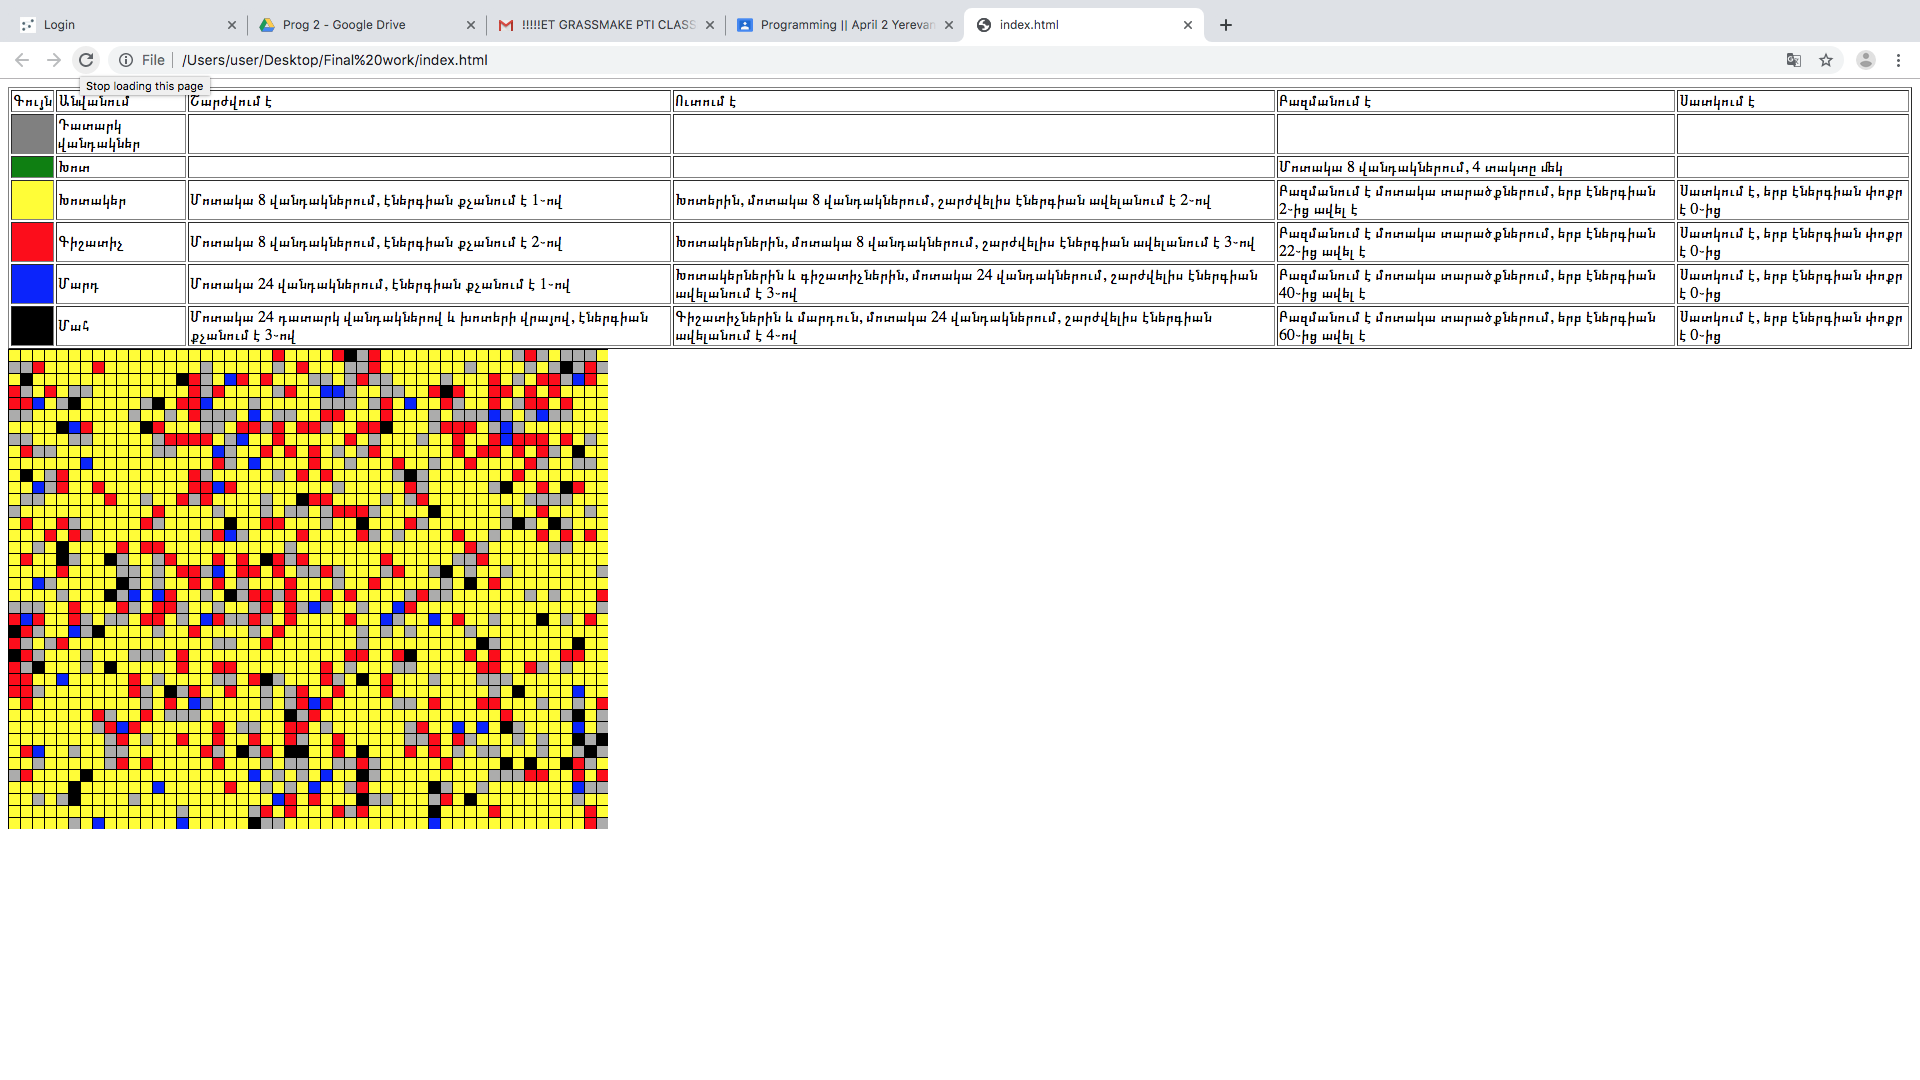 Login
Prog 2 - Google Drive
!!!!!ET GRASSMAKE PTI CLASS
Programming || April 2 Yerevan
index.html
File
/Users/user/Desktop/Final%20work/index.html
Stop loading this page
Գույն Անվանում Շարժվում է Ուտում է Բազմանում է Սատկում է
Դատարկ
վանդակներ
Խոտ Մոտակա 8 վանդակներում, 4 տակտը մեկ
Խոտակեր Մոտակա 8 վանդակներում, էներգիան քչանում է 1-ով Խոտերին, մոտակա 8 վանդակներում, շարժվելիս էներգիան ավելանում է 2-ով Բազմանում է մոտակա տարածքներում, երբ էներգիան
2-ից ավել է
Սատկում է, երբ էներգիան փոքր
է 0-ից
Գիշատիչ Մոտակա 8 վանդակներում, էներգիան քչանում է 2-ով Խոտակերներին, մոտակա 8 վանդակներում, շարժվելիս էներգիան ավելանում է 3-ով Բազմանում է մոտակա տարածքներում, երբ էներգիան
22-ից ավել է
Սատկում է, երբ էներգիան փոքր
է 0-ից
Մարդ Մոտակա 24 վանդակներում, էներգիան քչանում է 1-ով Խոտակերներին և գիշատիչներին, մոտակա 24 վանդակներում, շարժվելիս էներգիան
ավելանում է 3-ով
Բազմանում է մոտակա տարածքներում, երբ էներգիան
40-ից ավել է
Սատկում է, երբ էներգիան փոքր
է 0-ից
Մահ Մոտակա 24 դատարկ վանդակներով և խոտերի վրայով, էներգիան
քչանում է 3-ով
Գիշատիչներին և մարդուն, մոտակա 24 վանդակներում, շարժվելիս էներգիան
ավելանում է 4-ով
Բազմանում է մոտակա տարածքներում, երբ էներգիան
60-ից ավել է
Սատկում է, երբ էներգիան փոքր
է 0-ից